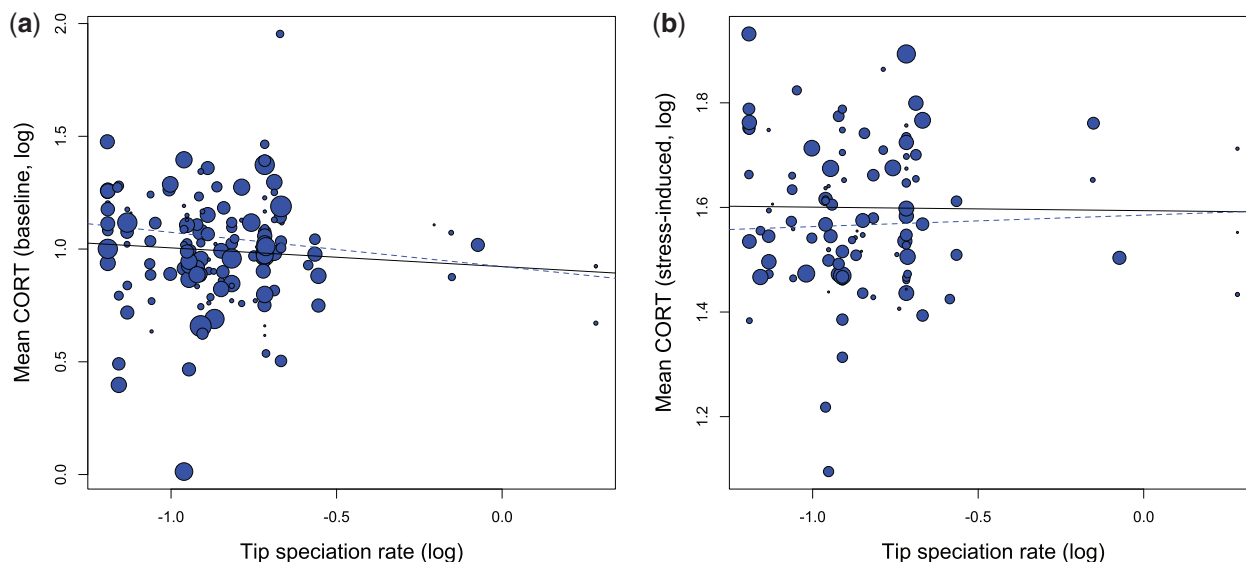 (a)
Mean CORT (baseline, log)
2.0
1.5
1.0
0.5
0.0
-1.0 -0.5 0.0
Tip speciation rate (log)
(b)
Mean CORT (stress-induced, log)
1.8
1.6
1.4
1.2
-1.0 -0.5 0.0
Tip speciation rate (log)